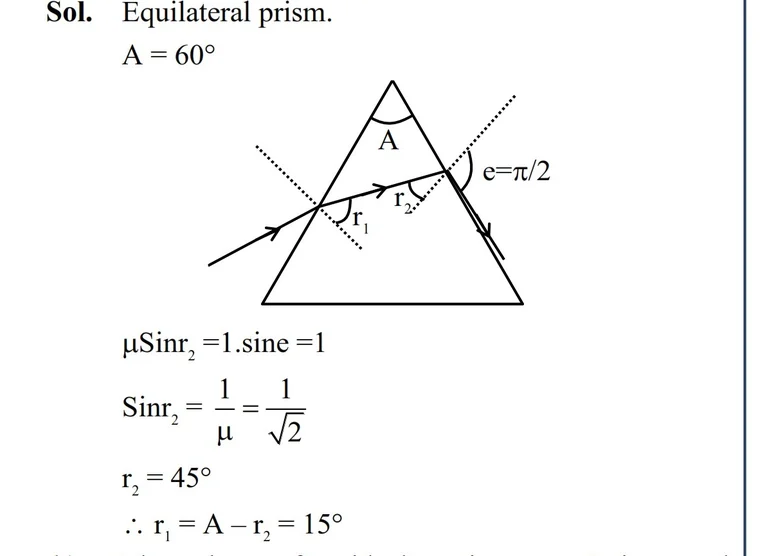 Sol. Equilateral prism.
A = 60°
A
e=π/2
r₂
r₁
μSinr₂ =1.sine =1
Sinr₂ = 1/μ = 1/√2
r₂ = 45°
∴ r₁ = A – r₂ = 15°